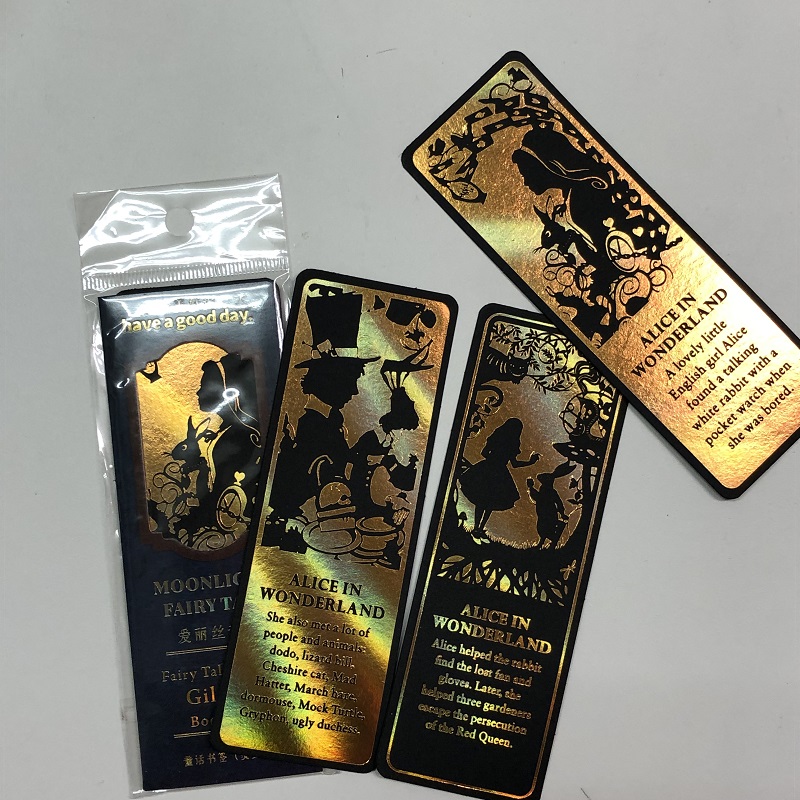 have a good day.
MOONLIG
FAIRY TA
爱丽丝
Fairy Tal
Gil
Boo
童话书签
ALICE IN
WONDERLAND
She also met a lot of
people and animals:
dodo, lizard bill,
Cheshire cat, Mad
Hatter, March hare,
dormouse, Mock Turtle,
Gryphon, ugly duchess.
ALICE IN
WONDERLAND
Alice helped the rabbit
find the lost fan and
gloves. Later, she
helped three gardeners
escape the persecution
of the Red Queen.
ALICE IN
WONDERLAND
A lovely little
English girl Alice
found a talking
white rabbit with a
pocket watch when
she was bored.